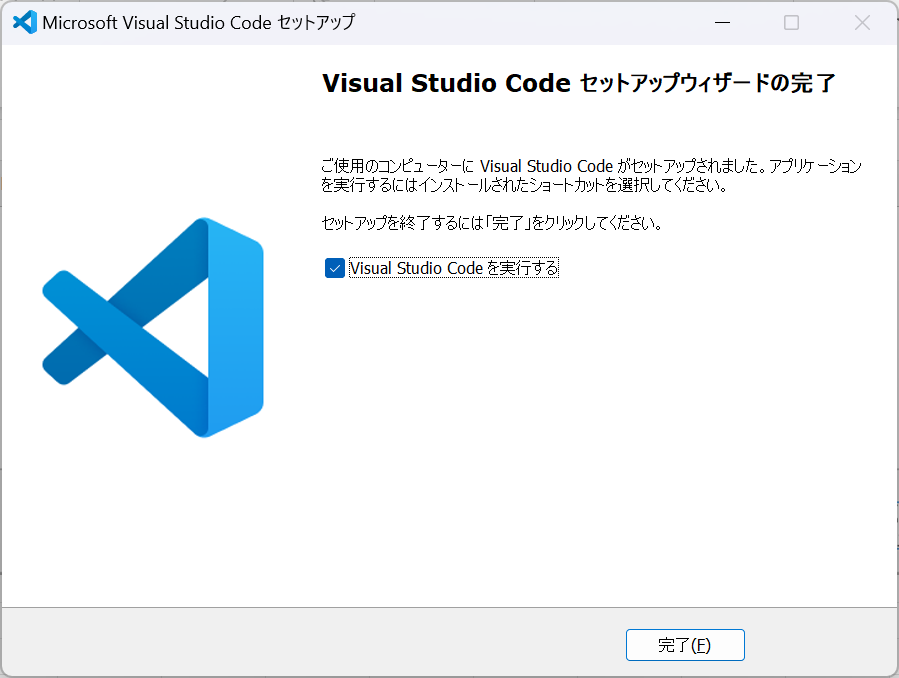 Microsoft Visual Studio Code セットアップ
Visual Studio Code セットアップウィザードの完了
ご使用のコンピューターに Visual Studio Code がセットアップされました。アプリケーション
を実行するにはインストールされたショートカットを選択してください。
セットアップを終了するには「完了」をクリックしてください。
Visual Studio Code を実行する
完了(F)